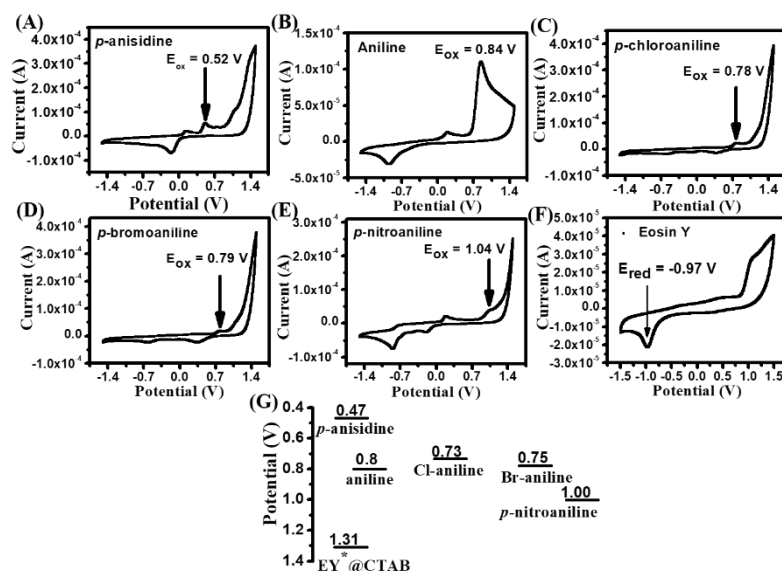 (A)
p-anisidine
Eox = 0.52 V
Current (A)
4.0x10-4
3.0x10-4
2.0x10-4
1.0x10-4
0.0
-1.0x10-4
-1.4 -0.7 0.0 0.7 1.4
Potential (V)
(B)
Aniline
Eox = 0.84 V
Current (A)
1.0x10-4
5.0x10-5
0.0
-5.0x10-5
-1.4 -0.7 0.0 0.7 1.4
Potential (V)
(C)
p-chloroaniline
Eox = 0.78 V
Current (A)
4.0x10-4
3.0x10-4
2.0x10-4
1.0x10-4
0.0
-1.0x10-4
-1.4 -0.7 0.0 0.7 1.4
Potential (V)
(D)
p-bromoaniline
Eox = 0.79 V
Current (A)
4.0x10-4
3.0x10-4
2.0x10-4
1.0x10-4
0.0
-1.0x10-4
-1.4 -0.7 0.0 0.7 1.4
Potential (V)
(E)
p-nitroaniline
Eox = 1.04 V
Current (A)
3.0x10-4
2.0x10-4
1.0x10-4
0.0
-1.0x10-4
-1.4 -0.7 0.0 0.7 1.4
Potential (V)
(F)
Eosin Y
Ered = -0.97 V
Current (A)
5.0x10-5
4.0x10-5
3.0x10-5
2.0x10-5
1.0x10-5
0.0
-1.0x10-5
-2.0x10-5
-3.0x10-5
-1.5 -1.0 -0.5 0.0 0.5 1.0 1.5
Potential (V)
(G)
Potential (V)
0.4
0.6
0.8
1.0
1.2
1.4
0.47
p-anisidine
0.8
aniline
0.73
Cl-aniline
0.75
Br-aniline
1.00
p-nitroaniline
1.31
EY*@CTAB